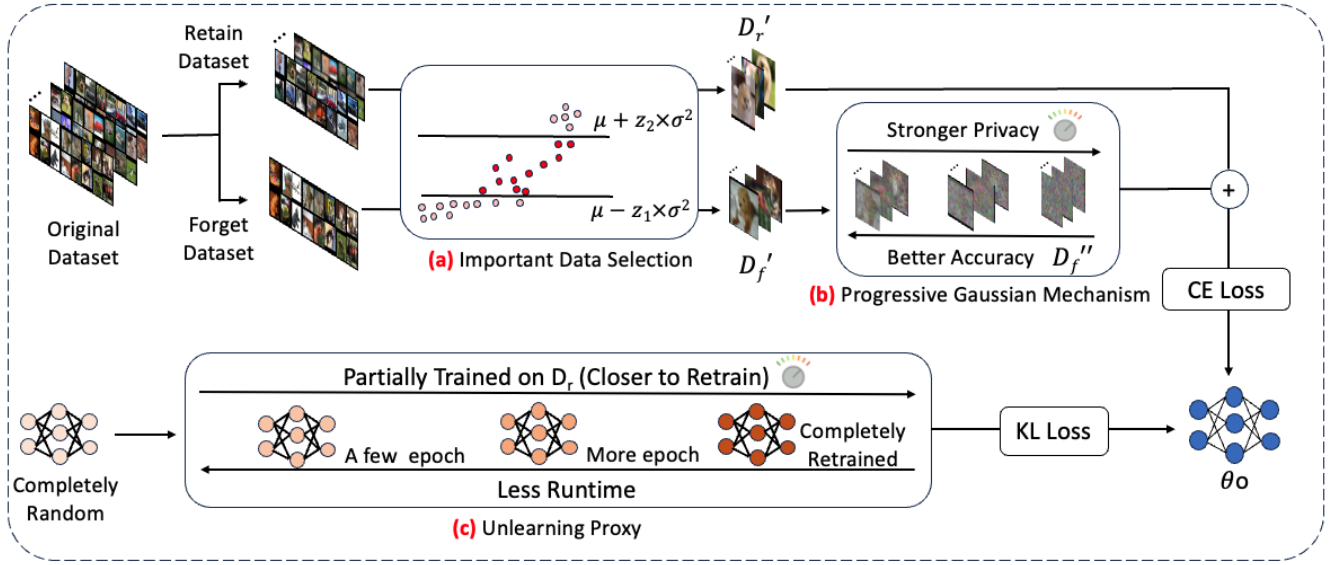 Retain
Dataset
Original
Dataset
Forget
Dataset
μ + z₂×σ²
μ − z₁×σ²
(a) Important Data Selection
Dᵣ′
D_f′
Stronger Privacy
Better Accuracy
D_f′′
(b) Progressive Gaussian Mechanism
+
CE Loss
Completely
Random
Partially Trained on Dᵣ (Closer to Retrain)
A few epoch
More epoch
Completely
Retrained
Less Runtime
(c) Unlearning Proxy
KL Loss
θo